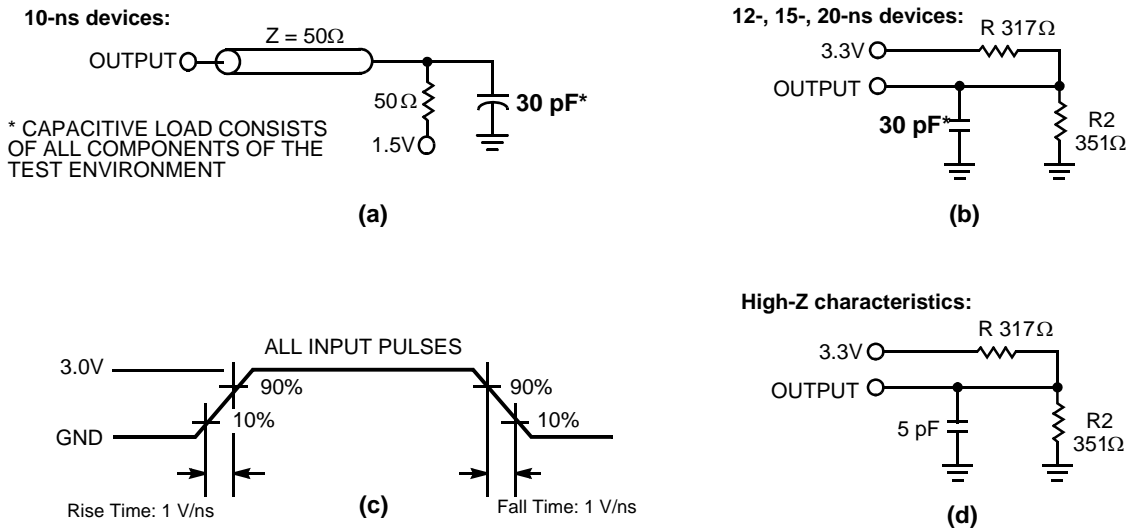 10-ns devices:
Z = 50Ω
OUTPUT
50Ω
30 pF*
1.5V
* CAPACITIVE LOAD CONSISTS
OF ALL COMPONENTS OF THE
TEST ENVIRONMENT
(a)
12-, 15-, 20-ns devices:
R 317Ω
3.3V
OUTPUT
30 pF*
R2
351Ω
(b)
ALL INPUT PULSES
3.0V
90%
10%
GND
90%
10%
Rise Time: 1 V/ns
(c)
Fall Time: 1 V/ns
High-Z characteristics:
R 317Ω
3.3V
OUTPUT
5 pF
R2
351Ω
(d)